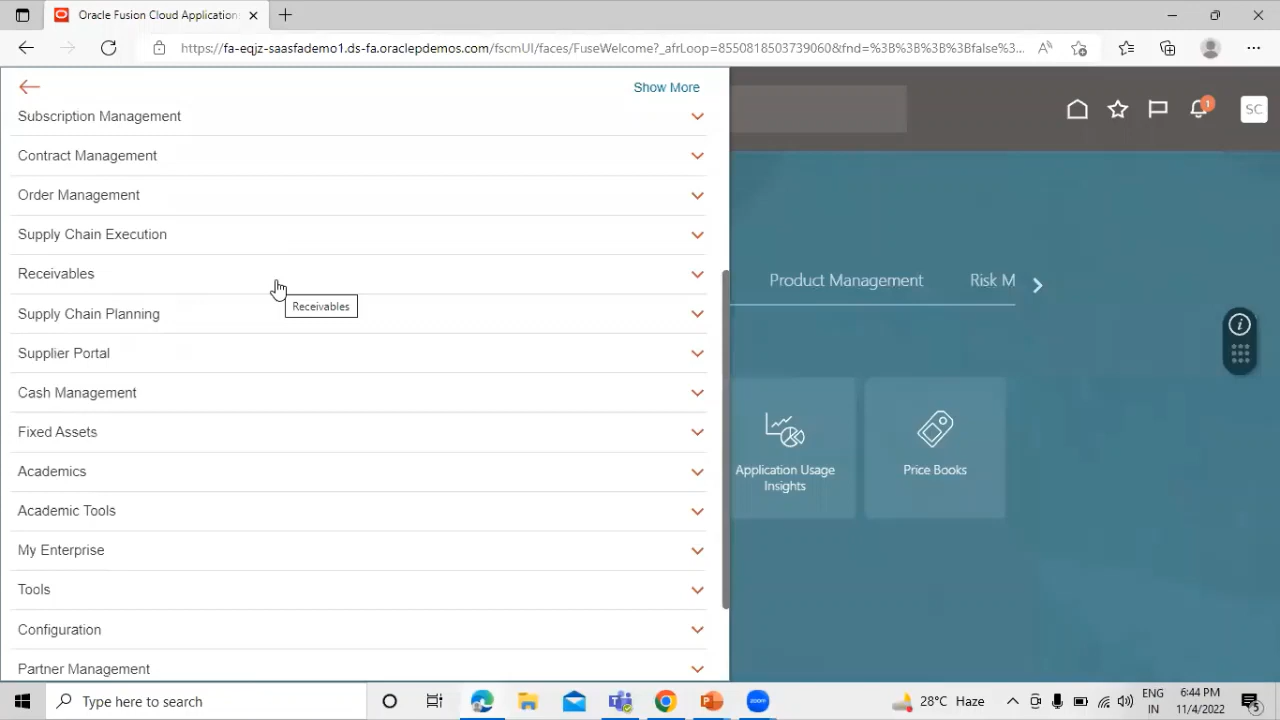 Oracle Fusion Cloud Application
https://fa-eqjz-saasfademo1.ds-fa.oraclepdemos.com/fscmUI/faces/FuseWelcome?_afrLoop=8550818503739060&fnd=%3B%3B%3B%3Bfalse%3...
Show More
SC
1
Subscription Management
Contract Management
Order Management
Supply Chain Execution
Receivables
Receivables
Supply Chain Planning
Supplier Portal
Cash Management
Fixed Assets
Academics
Academic Tools
My Enterprise
Tools
Configuration
Partner Management
Product Management
Risk M
Application Usage
Insights
Price Books
Type here to search
28°C Haze
ENG
IN
6:44 PM
11/4/2022
5